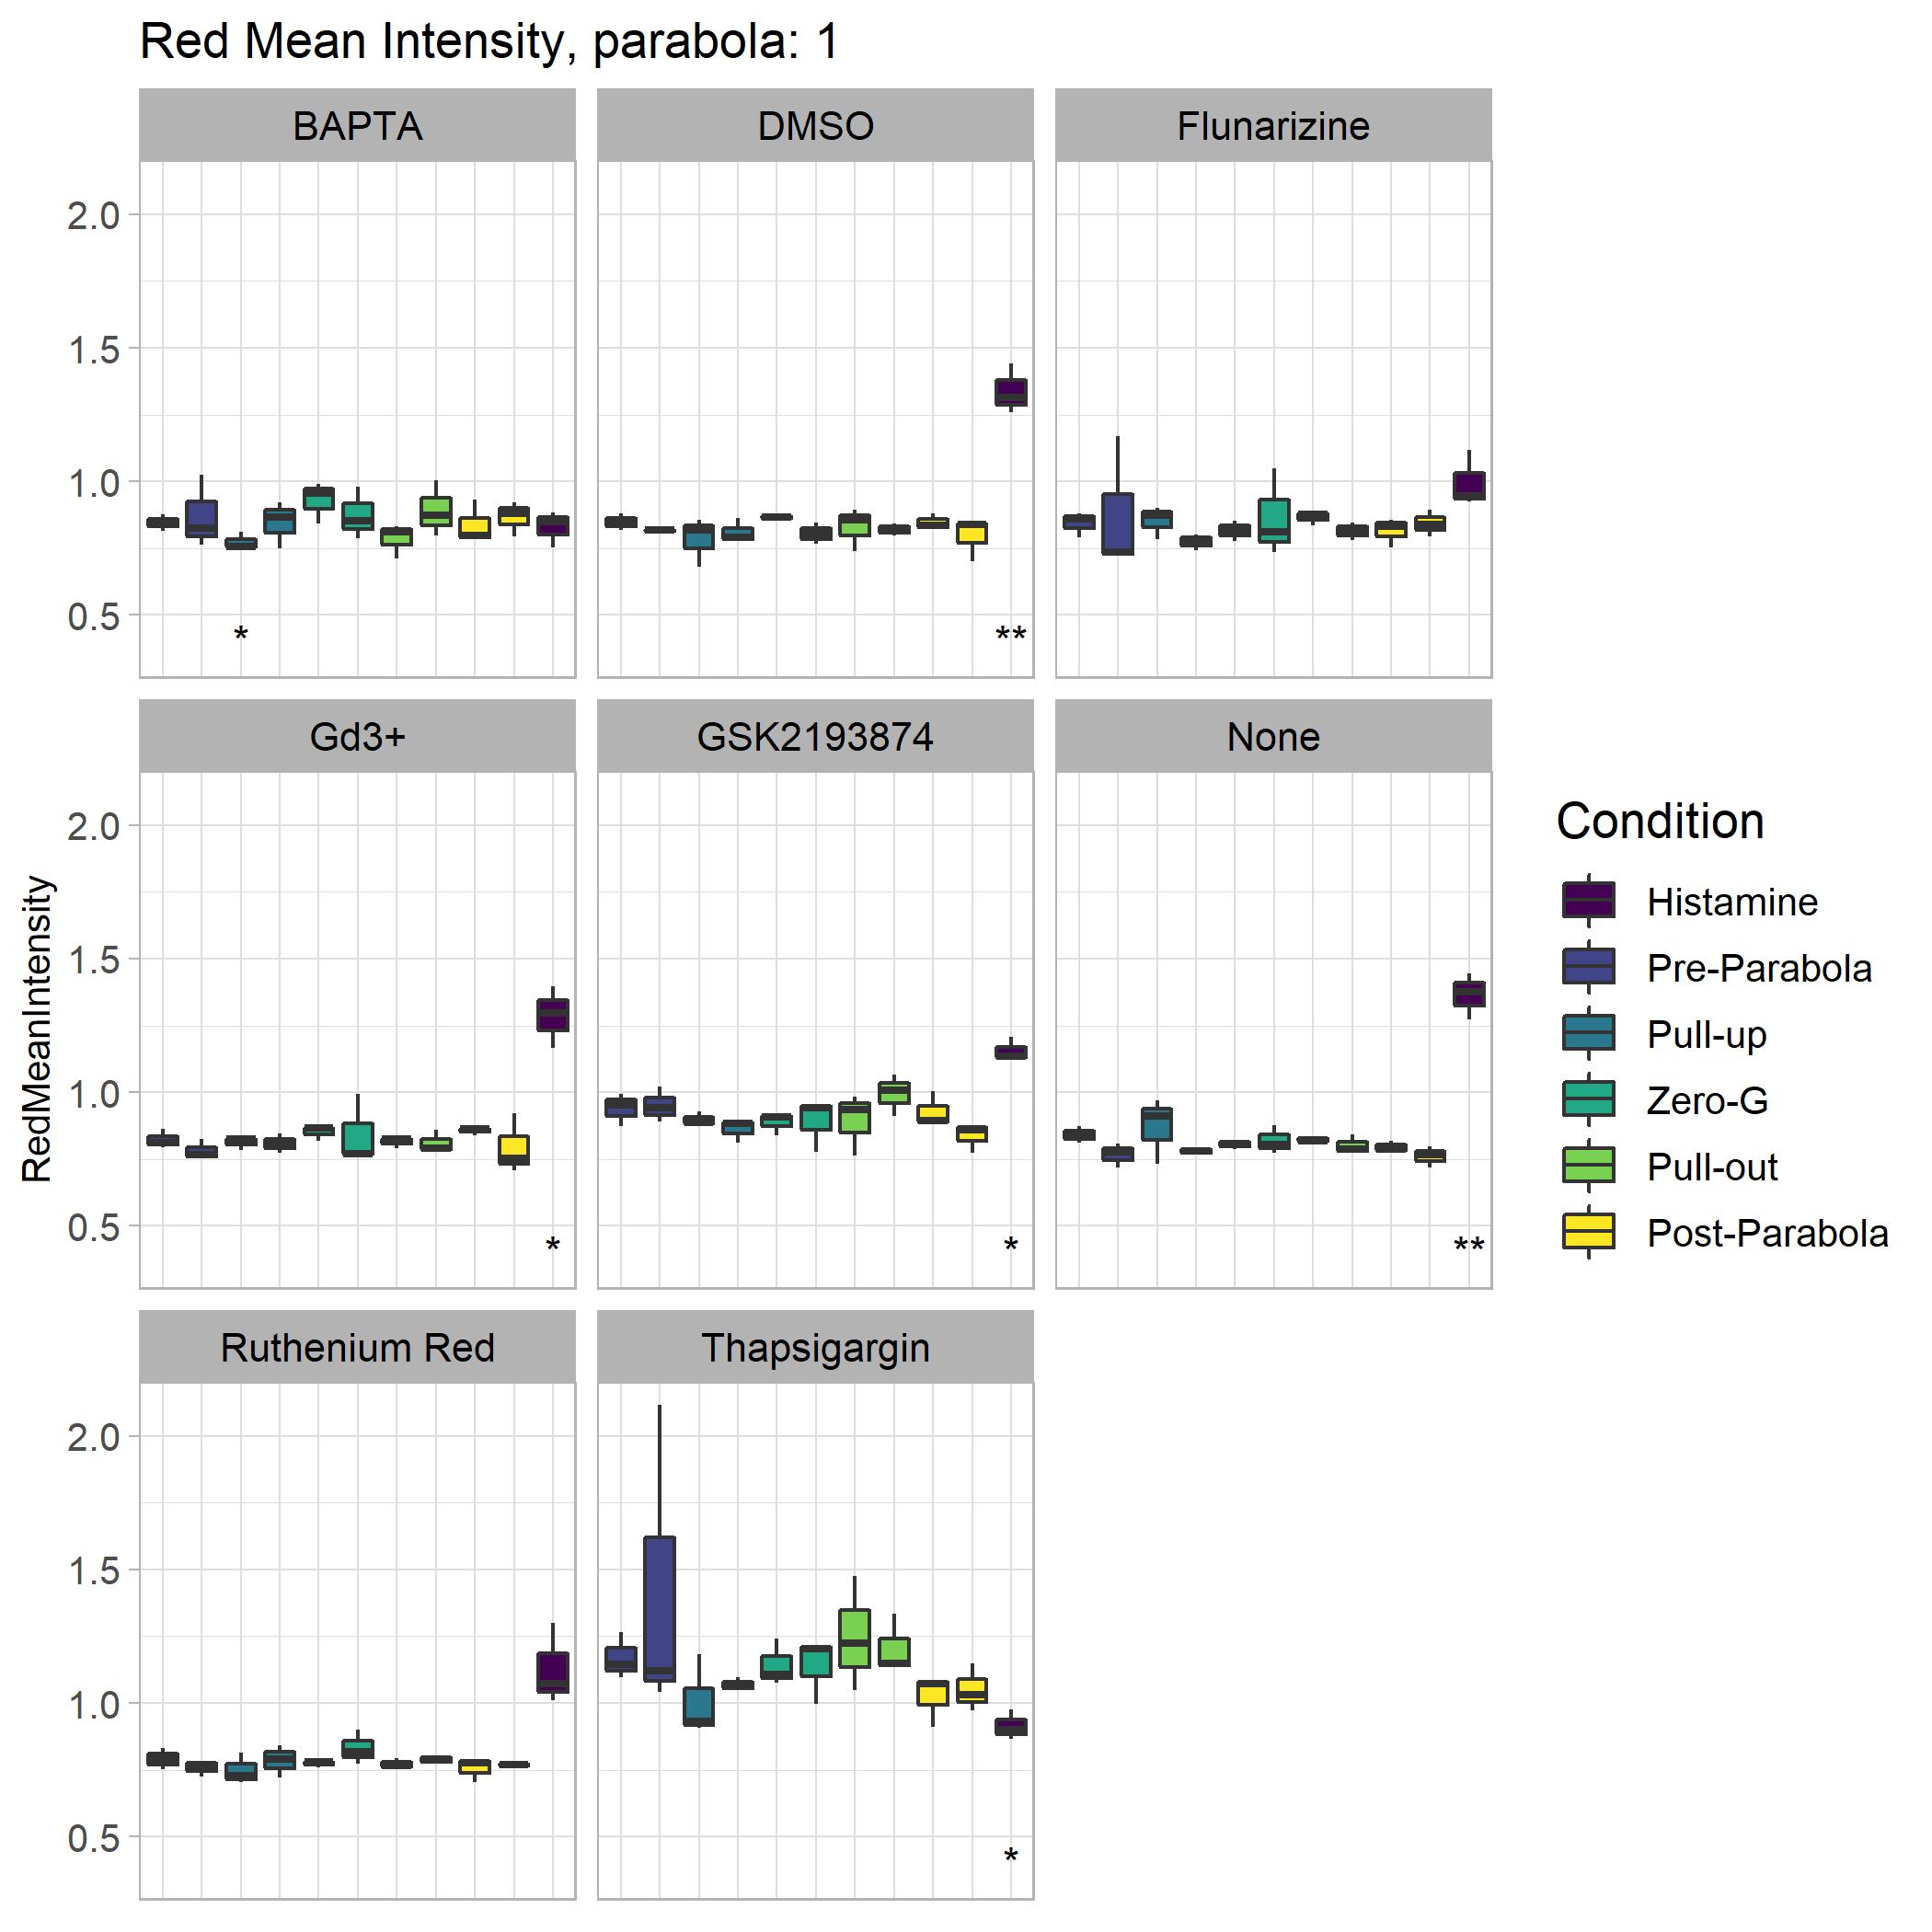 Red Mean Intensity, parabola: 1
BAPTA
DMSO
Flunarizine
2.0
1.5
1.0
0.5
*
**
Gd3+
GSK2193874
None
2.0
1.5
1.0
0.5
*
*
**
RedMeanIntensity
Ruthenium Red
Thapsigargin
2.0
1.5
1.0
0.5
*
Condition
Histamine
Pre-Parabola
Pull-up
Zero-G
Pull-out
Post-Parabola